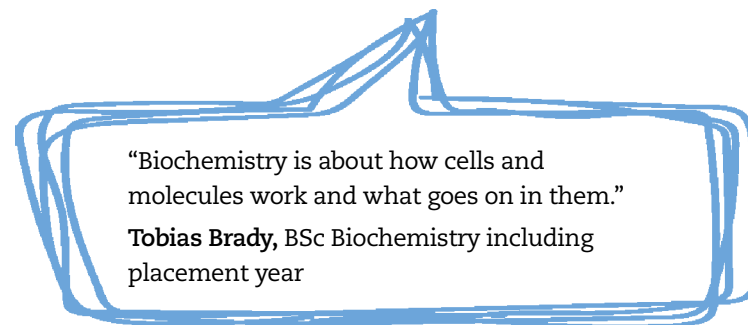 “Biochemistry is about how cells and
molecules work and what goes on in them.”
Tobias Brady, BSc Biochemistry including
placement year